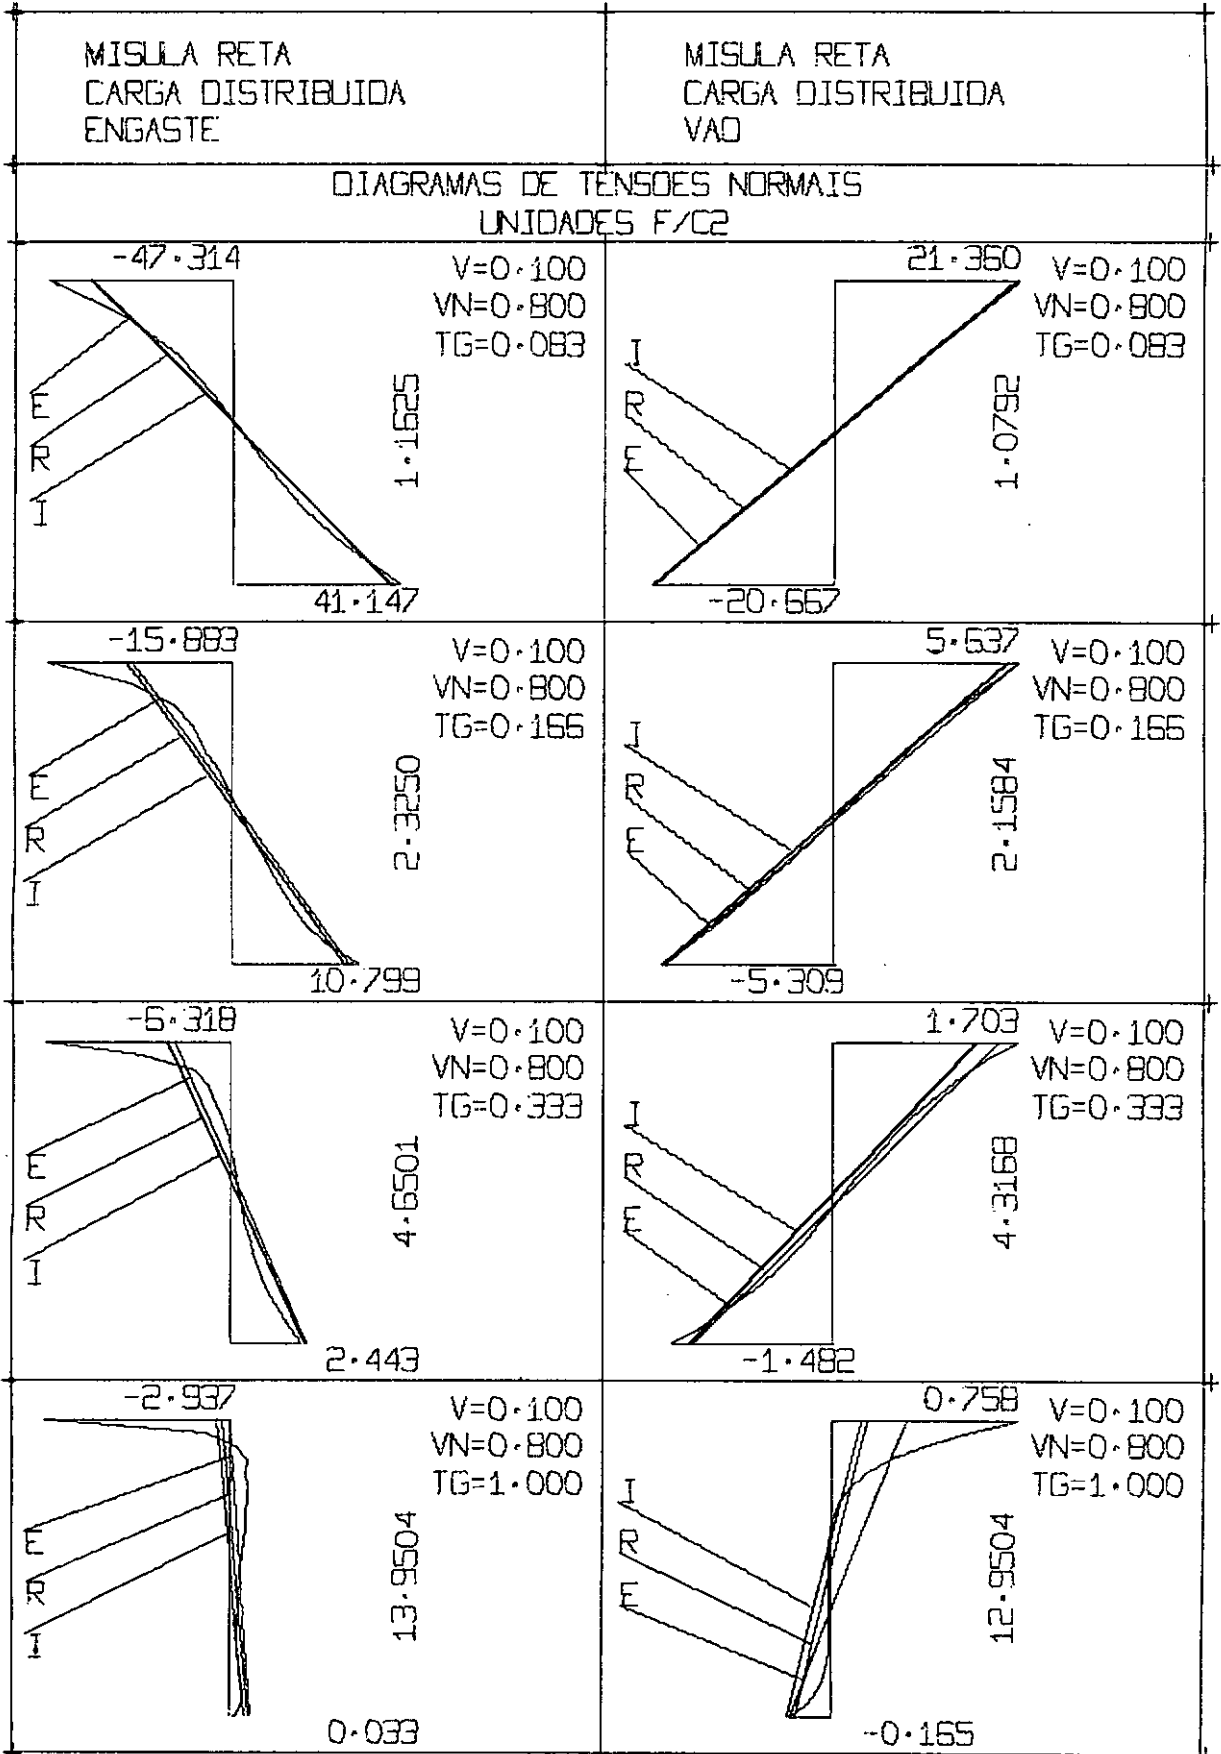 MISULA RETA
CARGA DISTRIBUIDA
ENGASTE
MISULA RETA
CARGA DISTRIBUIDA
VAO
DIAGRAMAS DE TENSOES NORMAIS
UNIDADES F/C2
-47.314
V=0.100
VN=0.800
TG=0.083
E
R
I
1.1625
41.147
21.360
V=0.100
VN=0.800
TG=0.083
I
R
E
1.0792
-20.667
-15.883
V=0.100
VN=0.800
TG=0.166
E
R
I
2.3250
10.799
5.637
V=0.100
VN=0.800
TG=0.166
I
R
E
2.1584
-5.309
-6.318
V=0.100
VN=0.800
TG=0.333
E
R
I
4.6501
2.443
1.703
V=0.100
VN=0.800
TG=0.333
I
R
E
4.3168
-1.482
-2.937
V=0.100
VN=0.800
TG=1.000
E
R
I
13.9504
0.033
0.758
V=0.100
VN=0.800
TG=1.000
I
R
E
12.9504
-0.165